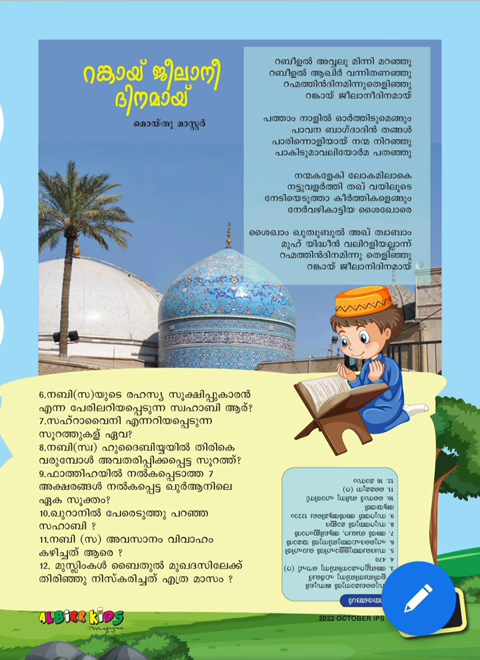 റങ്കായ് ജീലാനീ
ദിനമായ്
മൊയ്തു മാസ്റ്റർ
റബീഉൽ അവ്വലു മിന്നി മറഞ്ഞു
റബീഉൽ ആഖിർ വന്നിതണഞ്ഞു
റഹ്മത്തിൻദിനമിന്നുതെളിഞ്ഞു
റങ്കായ് ജീലാനീദിനമായ്
പത്താം നാളിൽ ഓർത്തിടുമെങ്ങും
പാവന ബാഗ്ദാദിൻ തങ്ങൾ
പാരിന്നൊളിയായ് നന്മ നിറഞ്ഞു
പാകിടുമാവലിയോർമ പതഞ്ഞു
നന്മകളേകി ലോകമിലാകെ
നട്ടുവളർത്തി തഖ് വയിലൂടെ
നേടിയെടുത്താ കീർത്തികളെങ്ങും
നേർവഴികാട്ടിയ ശൈഖോരെ
ശൈഖാം ഖുതുബുൽ അഖ് ത്വാബാം
മുഹ് യിദ്ധീൻ വലിറളിയല്ലാന്ന്
റഹ്മത്തിൻദിനമിന്നു തെളിഞ്ഞു
റങ്കായ് ജീലാനിദിനമായ്
6.നബി(സ)യുടെ രഹസ്യ സൂക്ഷിപ്പുകാരൻ
എന്ന പേരിലറിയപ്പെടുന്ന സ്വഹാബി ആര്?
7.സഹ്റാവൈനി എന്നറിയപ്പെടുന്ന
സൂറത്തുകള് ഏവ?
8.നബി(സ്വ) ഹുദൈബിയ്യയിൽ തിരികെ
വരുമ്പോൾ അവതരിപ്പിക്കപ്പെട്ട സൂറത്ത്?
9.ഫാത്തിഹയിൽ നൽകപ്പെടാത്ത 7
അക്ഷരങ്ങൾ നൽകപ്പെട്ട ഖുർആനിലെ
ഏക സൂക്തം?
10.ഖുറാനിൽ പേരെടുത്തു പറഞ്ഞ
സഹാബി ?
11.നബി (സ) അവസാനം വിവാഹം
കഴിച്ചത് ആരെ ?
12. മുസ്ലിംകൾ ബൈതുൽ മുഖദസിലേക്ക്
തിരിഞ്ഞു നിസ്കരിച്ചത് എത്ര മാസം ?
ALBIRR KIDS
magazine
2022 OCTOBER IPS